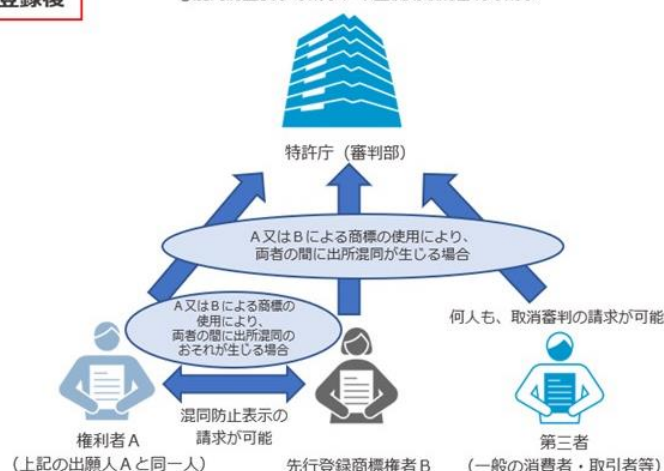 登録後
特許庁（審判部）
A又はBによる商標の使用により、
両者の間に出所混同が生じる場合
A又はBによる商標の
使用により、
両者の間に出所混同の
おそれが生じる場合
何人も、取消審判の請求が可能
混同防止表示の
請求が可能
権利者A
（上記の出願人Aと同一人）
先行登録商標権者B
第三者
（一般の消費者・取引者等）